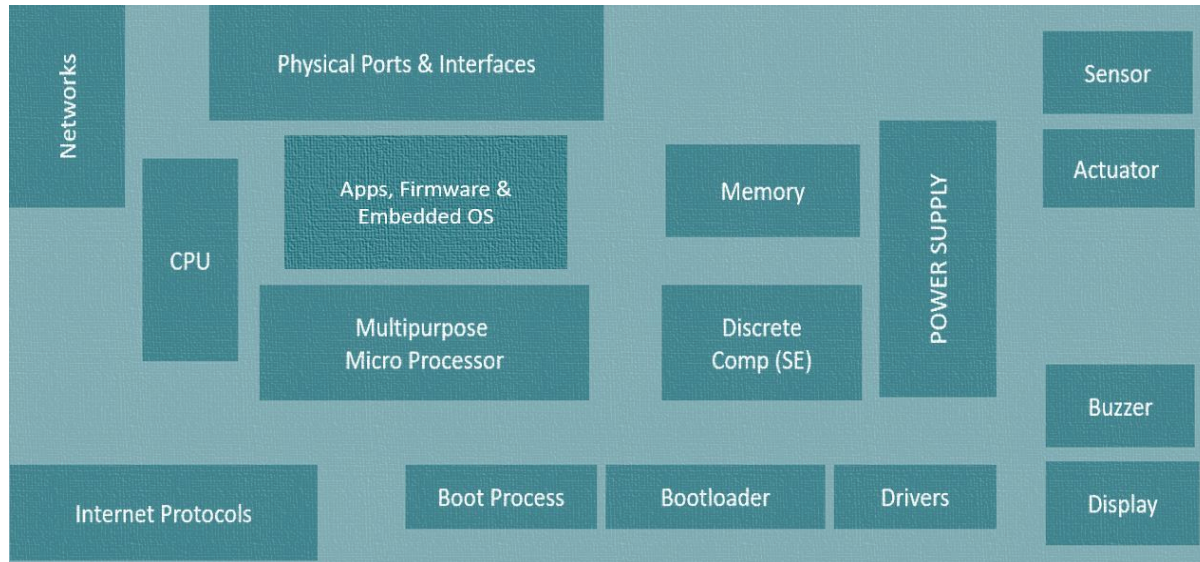 Networks
Physical Ports & Interfaces
Sensor
Apps, Firmware &
Embedded OS
Memory
POWER SUPPLY
Actuator
CPU
Multipurpose
Micro Processor
Discrete
Comp (SE)
Buzzer
Internet Protocols
Boot Process
Bootloader
Drivers
Display